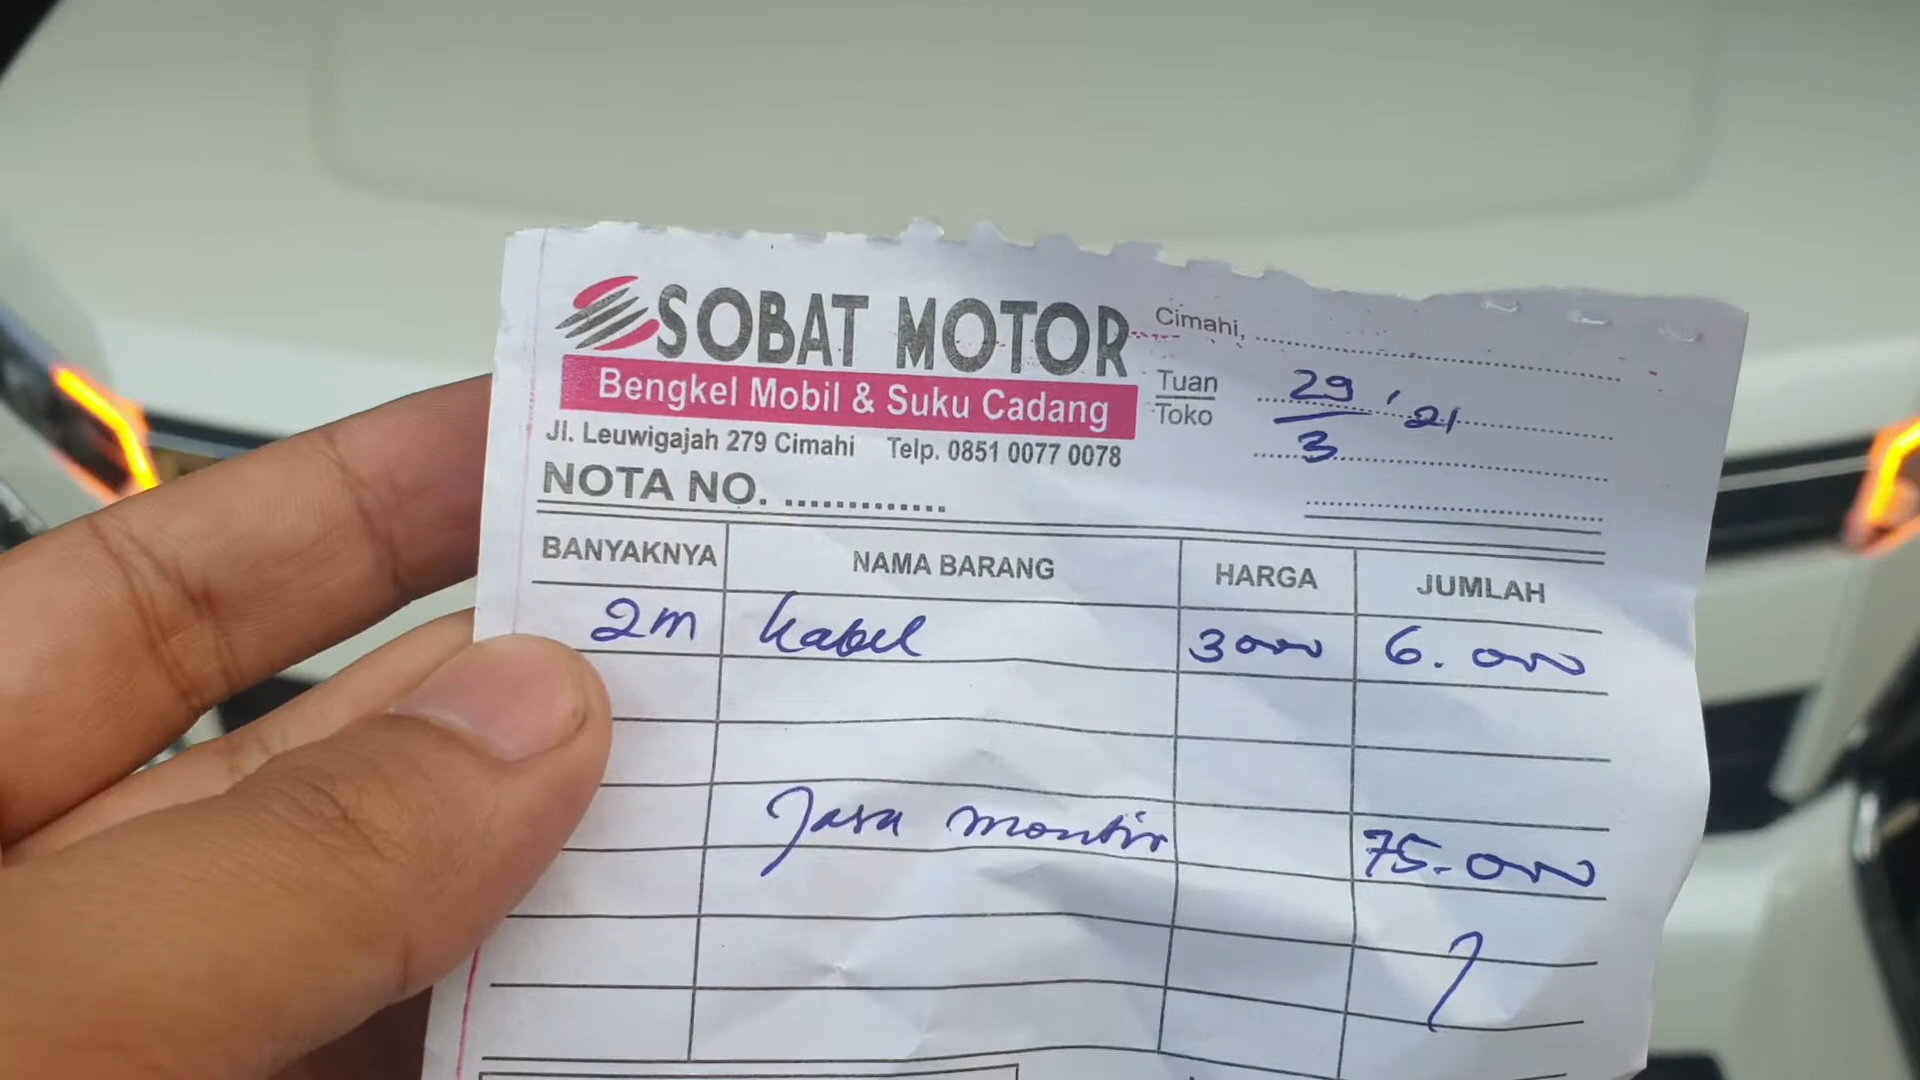 SOBAT MOTOR
Bengkel Mobil & Suku Cadang
Jl. Leuwigajah 279 Cimahi Telp. 0851 0077 0078
Cimahi, ....................
Tuan
Toko
29/3 '21
NOTA NO. .............
BANYAKNYA NAMA BARANG HARGA JUMLAH
2m Kabel 3000 6.000
Jasa montir 75.000